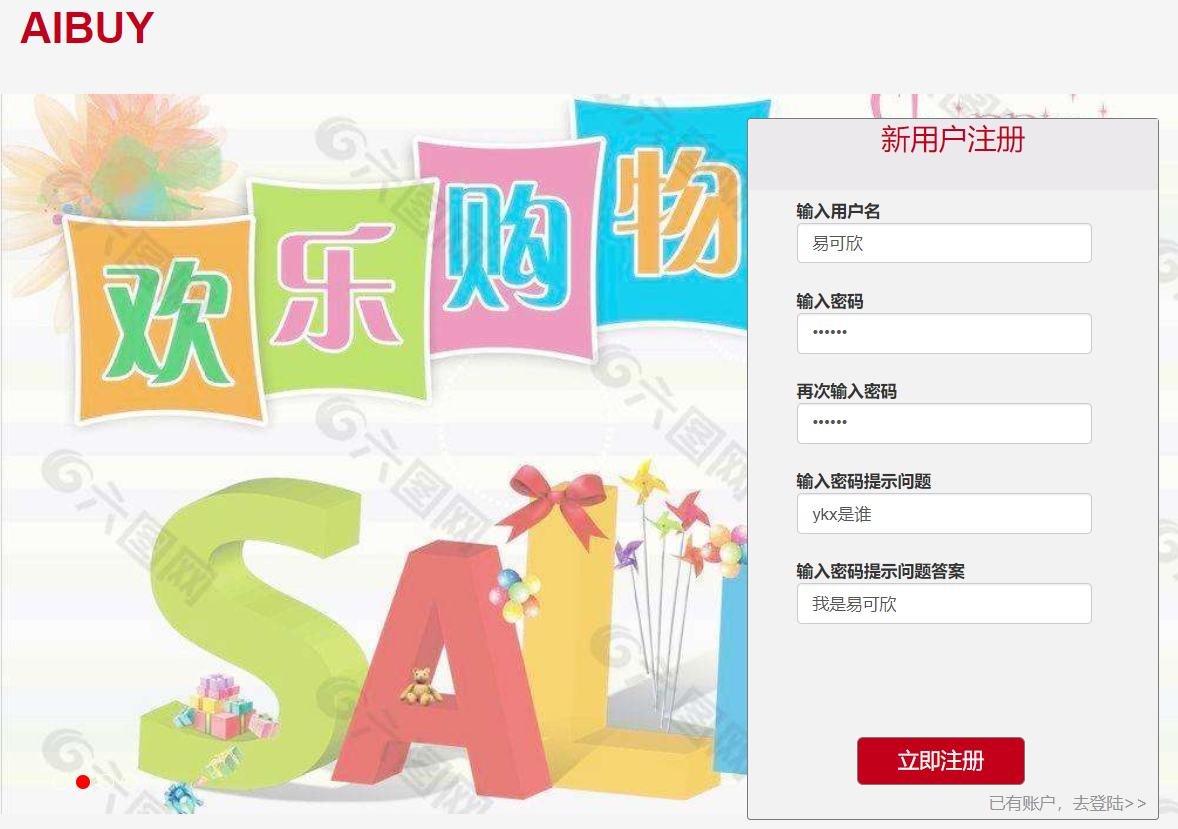 AIBUY
欢乐购物
SAL
六图网
新用户注册
输入用户名
易可欣
输入密码
••••••
再次输入密码
••••••
输入密码提示问题
ykx是谁
输入密码提示问题答案
我是易可欣
立即注册
已有账户，去登陆>>